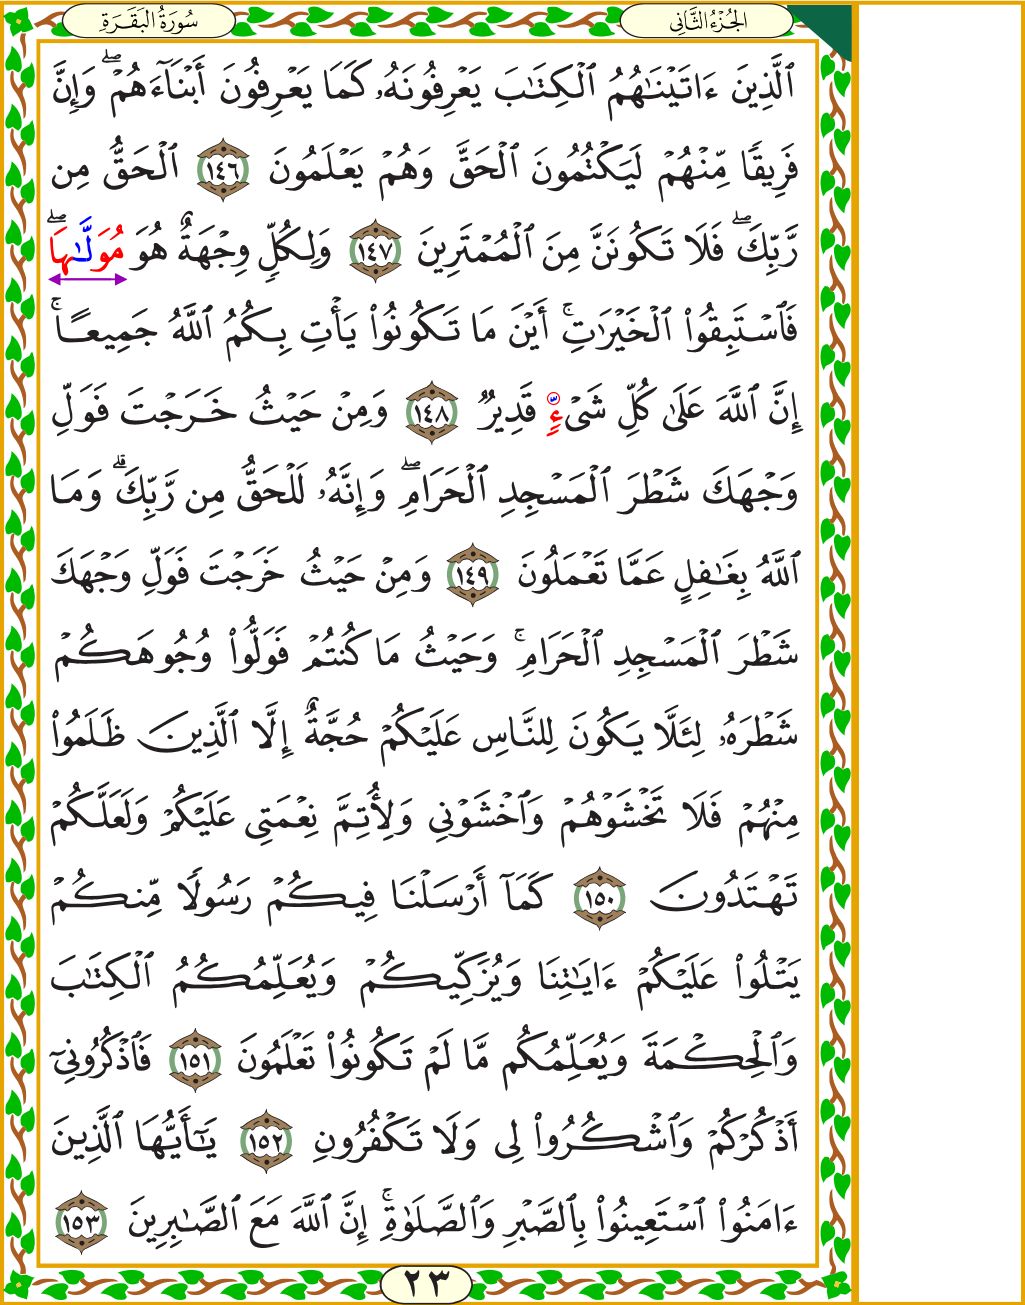 الجُزْءُ الثَّانِي
سُورَةُ البَقَرَةِ
ٱلَّذِينَ ءَاتَيۡنَٰهُمُ ٱلۡكِتَٰبَ يَعۡرِفُونَهُۥ كَمَا يَعۡرِفُونَ أَبۡنَآءَهُمۡۖ وَإِنَّ
فَرِيقٗا مِّنۡهُمۡ لَيَكۡتُمُونَ ٱلۡحَقَّ وَهُمۡ يَعۡلَمُونَ ١٤٦ ٱلۡحَقُّ مِن
رَّبِّكَۖ فَلَا تَكُونَنَّ مِنَ ٱلۡمُمۡتَرِينَ ١٤٧ وَلِكُلّٖ وِجۡهَةٌ هُوَ مُوَلَّىٰهَاۖ
فَٱسۡتَبِقُواْ ٱلۡخَيۡرَٰتِۚ أَيۡنَ مَا تَكُونُواْ يَأۡتِ بِكُمُ ٱللَّهُ جَمِيعًاۚ
إِنَّ ٱللَّهَ عَلَىٰ كُلِّ شَيۡءٖ قَدِيرٞ ١٤٨ وَمِنۡ حَيۡثُ خَرَجۡتَ فَوَلِّ
وَجۡهَكَ شَطۡرَ ٱلۡمَسۡجِدِ ٱلۡحَرَامِۖ وَإِنَّهُۥ لَلۡحَقُّ مِن رَّبِّكَۗ وَمَا
ٱللَّهُ بِغَٰفِلٍ عَمَّا تَعۡمَلُونَ ١٤٩ وَمِنۡ حَيۡثُ خَرَجۡتَ فَوَلِّ وَجۡهَكَ
شَطۡرَ ٱلۡمَسۡجِدِ ٱلۡحَرَامِۚ وَحَيۡثُ مَا كُنتُمۡ فَوَلُّواْ وُجُوهَكُمۡ
شَطۡرَهُۥ لِئَلَّا يَكُونَ لِلنَّاسِ عَلَيۡكُمۡ حُجَّةٌ إِلَّا ٱلَّذِينَ ظَلَمُواْ
مِنۡهُمۡ فَلَا تَخۡشَوۡهُمۡ وَٱخۡشَوۡنِي وَلِأُتِمَّ نِعۡمَتِي عَلَيۡكُمۡ وَلَعَلَّكُمۡ
تَهۡتَدُونَ ١٥٠ كَمَآ أَرۡسَلۡنَا فِيكُمۡ رَسُولٗا مِّنكُمۡ
يَتۡلُواْ عَلَيۡكُمۡ ءَايَٰتِنَا وَيُزَكِّيكُمۡ وَيُعَلِّمُكُمُ ٱلۡكِتَٰبَ
وَٱلۡحِكۡمَةَ وَيُعَلِّمُكُم مَّا لَمۡ تَكُونُواْ تَعۡلَمُونَ ١٥١ فَٱذۡكُرُونِيٓ
أَذۡكُرۡكُمۡ وَٱشۡكُرُواْ لِي وَلَا تَكۡفُرُونِ ١٥٢ يَٰٓأَيُّهَا ٱلَّذِينَ
ءَامَنُواْ ٱسۡتَعِينُواْ بِٱلصَّبۡرِ وَٱلصَّلَوٰةِۚ إِنَّ ٱللَّهَ مَعَ ٱلصَّٰبِرِينَ ١٥٣
٢٣